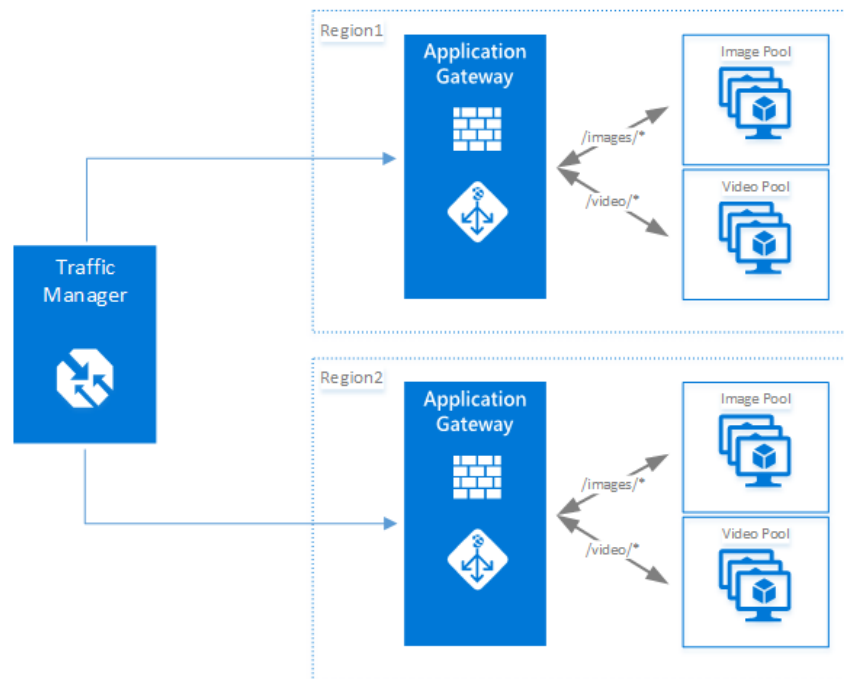 Region1
Application
Gateway
Image Pool
/images/*
/video/*
Video Pool
Traffic
Manager
Region2
Application
Gateway
Image Pool
/images/*
/video/*
Video Pool